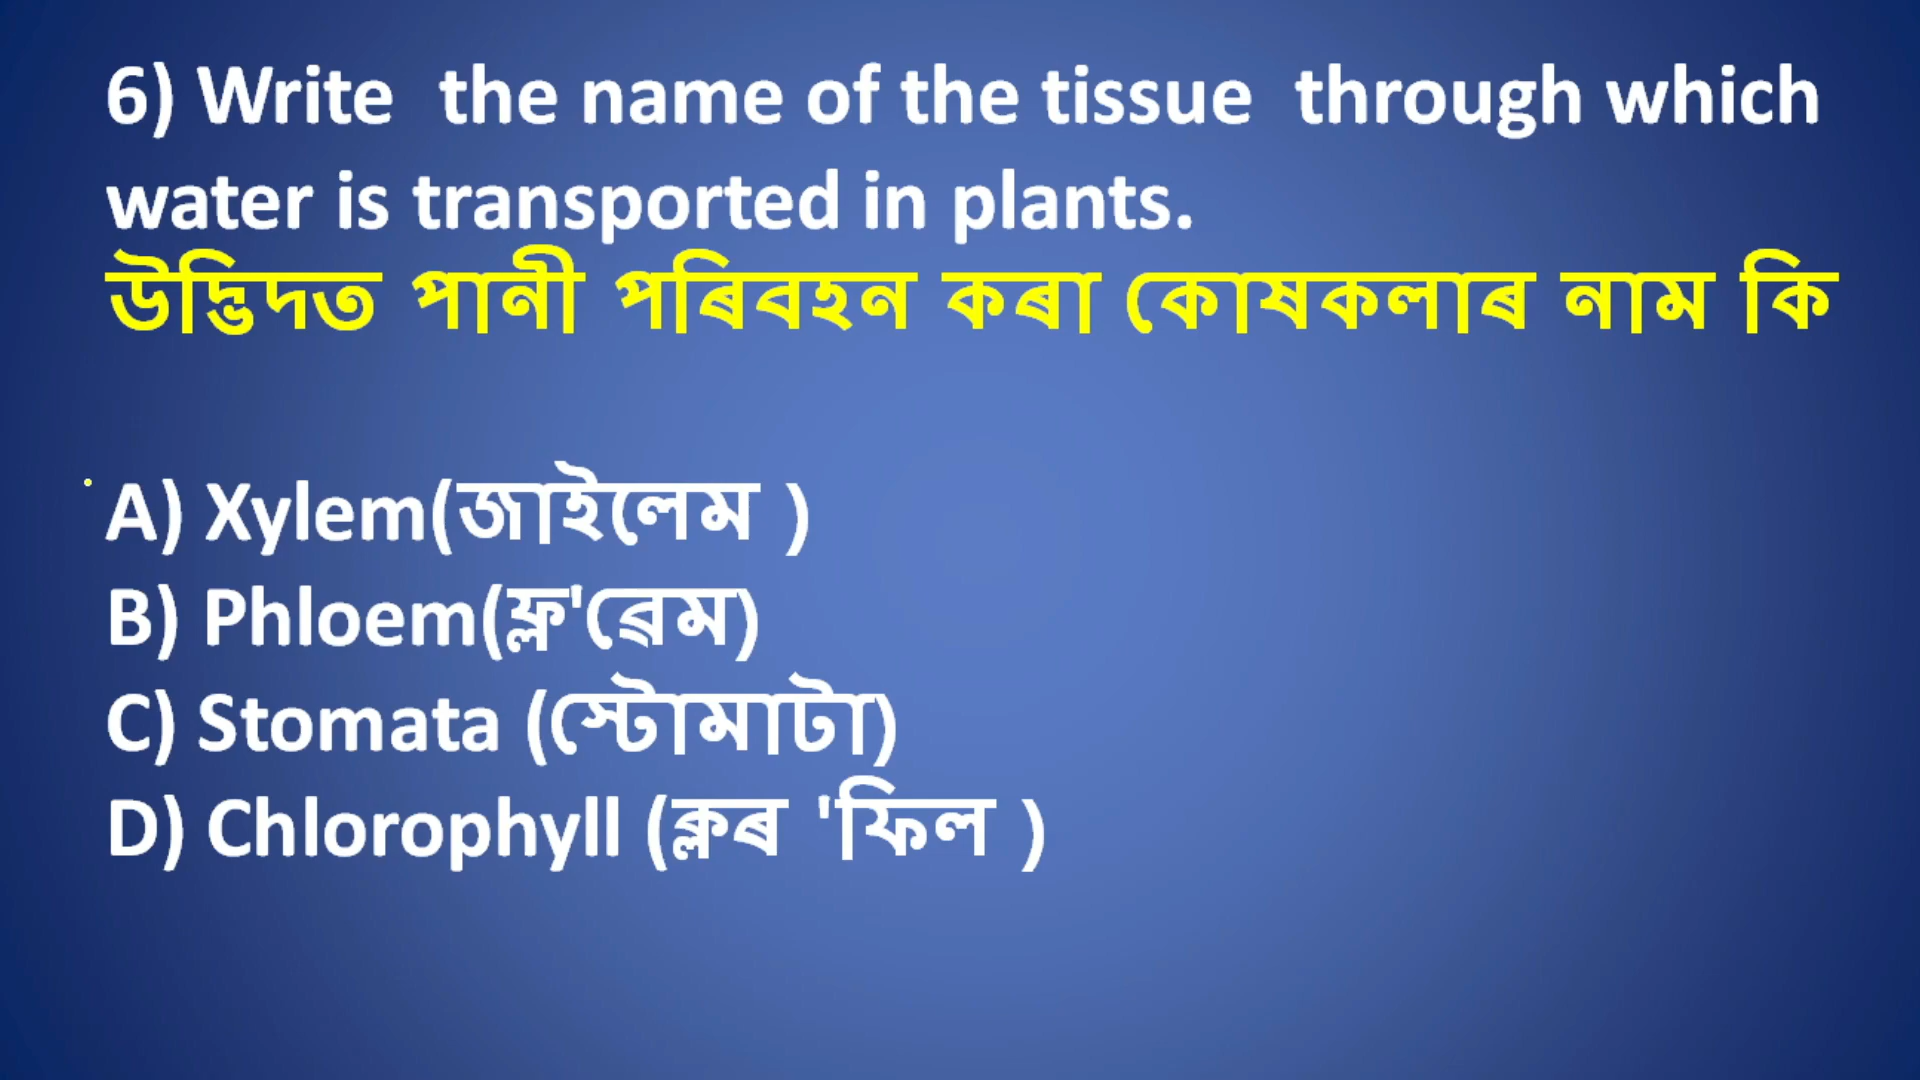 6) Write the name of the tissue through which
water is transported in plants.
উদ্ভিদত পানী পৰিবহন কৰা কোষকলাৰ নাম কি
A) Xylem(জাইলেম )
B) Phloem(ফ্ল'ৱেম)
C) Stomata (স্টোমাটা)
D) Chlorophyll (ক্লৰ 'ফিল )